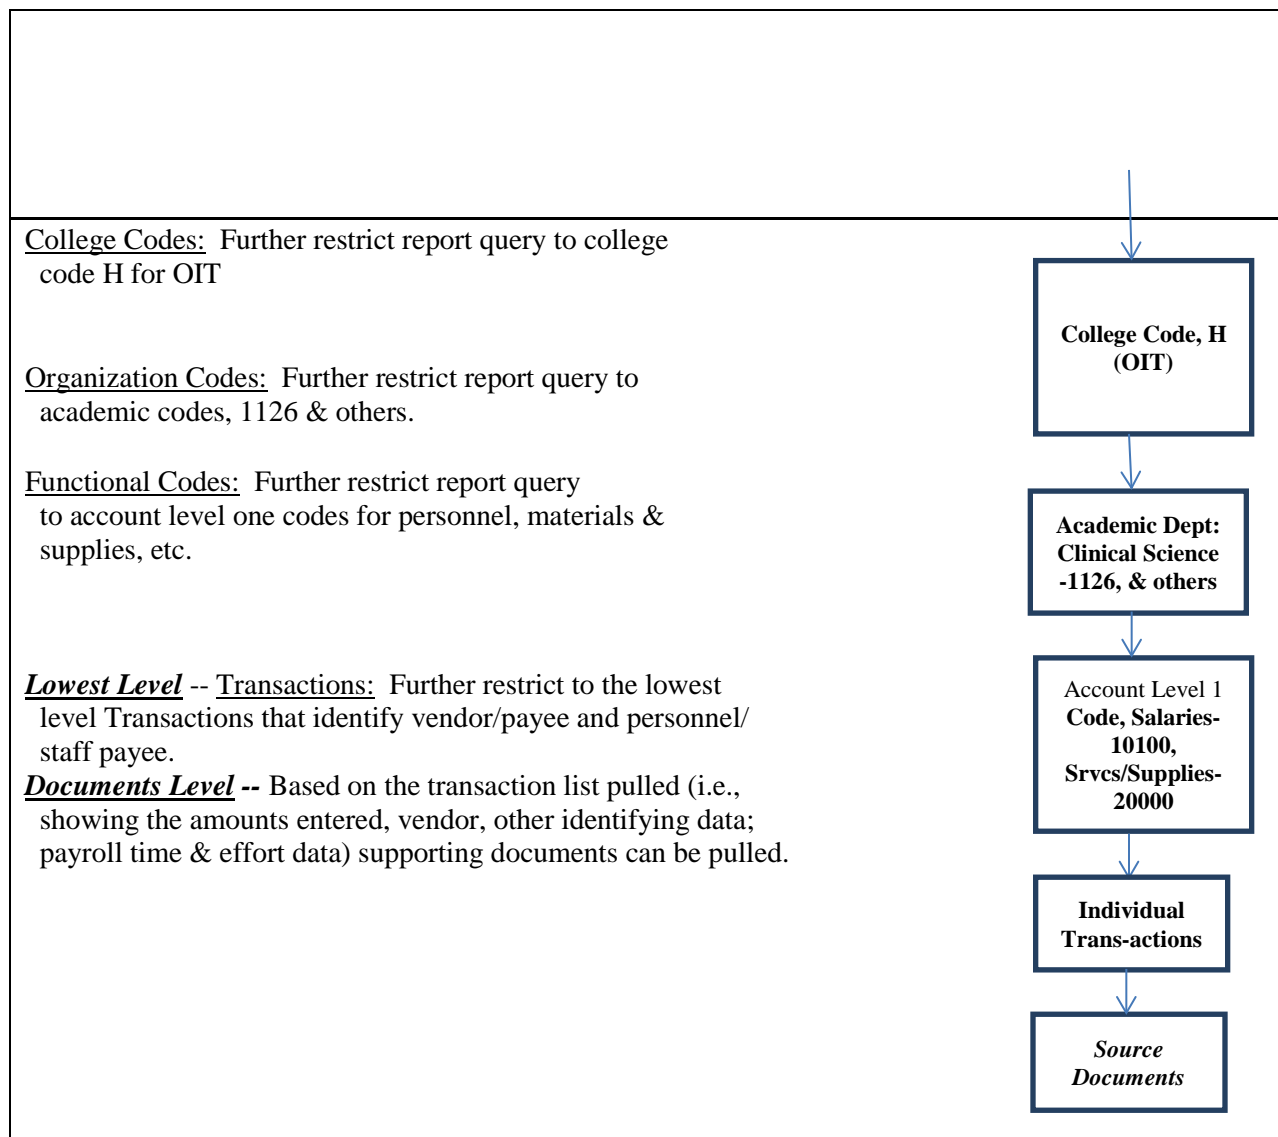 College Codes:  Further restrict report query to college
code H for OIT
Organization Codes:  Further restrict report query to
academic codes, 1126 & others.
Functional Codes:  Further restrict report query
to account level one codes for personnel, materials &
supplies, etc.
Lowest Level -- Transactions:  Further restrict to the lowest
level Transactions that identify vendor/payee and personnel/
staff payee.
Documents Level -- Based on the transaction list pulled (i.e.,
showing the amounts entered, vendor, other identifying data;
payroll time & effort data) supporting documents can be pulled.
College Code, H
(OIT)
Academic Dept:
Clinical Science
-1126, & others
Account Level 1
Code, Salaries-
10100,
Srvcs/Supplies-
20000
Individual
Trans-actions
Source
Documents